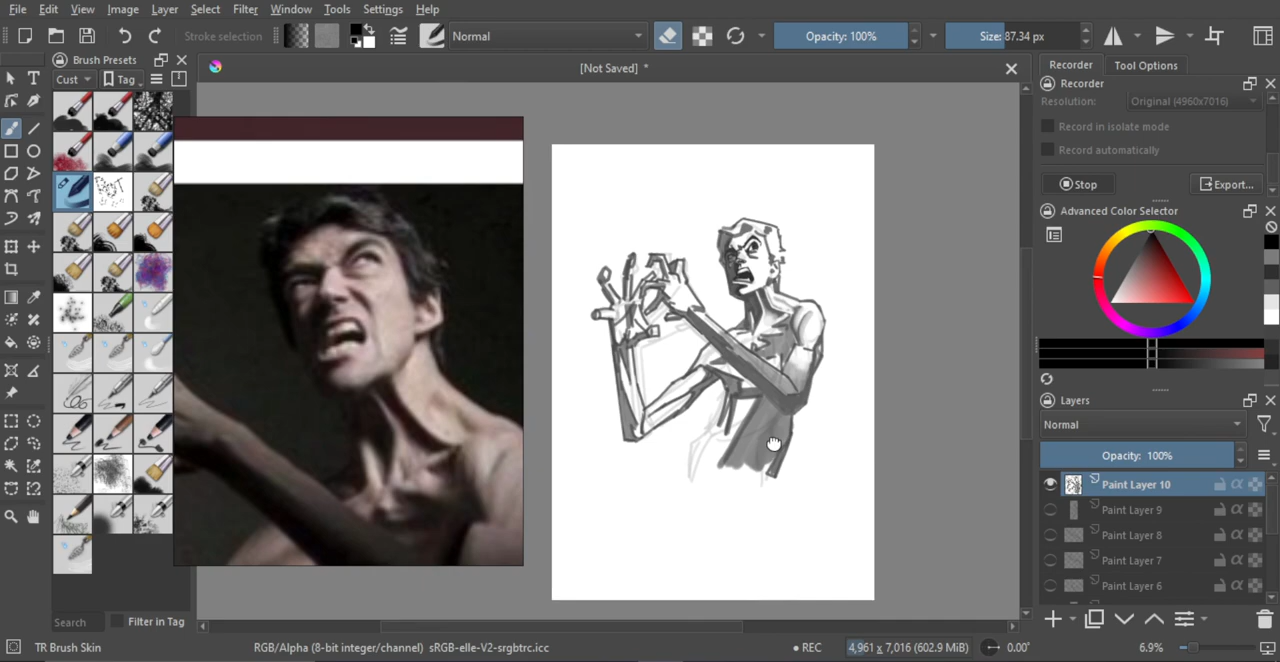 File Edit View Image Layer Select Filter Tools Settings Window Help
Stroke selection Normal Opacity: 100% Size: 87.34 px
Brush Presets
Cust Tag
[Not Saved] *
Recorder Tool Options
Recorder
Resolution: Original (4960x7016)
Record in isolate mode
Record automatically
Stop Export...
Advanced Color Selector
Layers
Normal
Opacity: 100%
Paint Layer 10
Paint Layer 9
Paint Layer 8
Paint Layer 7
Paint Layer 6
Search Filter in Tag
TR Brush Skin RGB/Alpha (8-bit integer/channel) sRGB-elle-V2-srgbtrc.icc REC 4,961 x 7,016 (602.9 MiB) 0.00° 6.9%